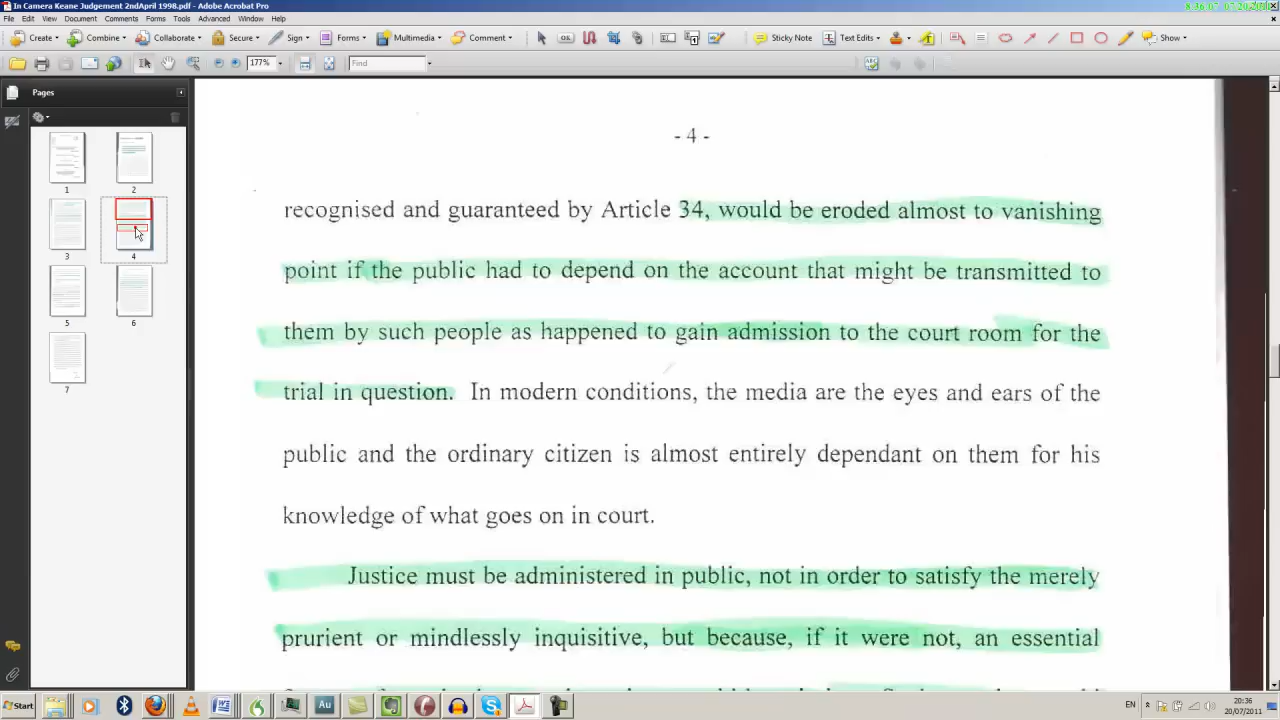 In Camera Keane Judgement 2ndApril 1998.pdf - Adobe Acrobat Pro
File Edit View Document Comments Forms Tools Advanced Window Help
Create Combine Collaborate Secure Sign Forms Multimedia Comment Sticky Note Text Edits Show
177% Find
Pages
1 2
3 4
5 6
7
- 4 -
recognised and guaranteed by Article 34, would be eroded almost to vanishing
point if the public had to depend on the account that might be transmitted to
them by such people as happened to gain admission to the court room for the
trial in question. In modern conditions, the media are the eyes and ears of the
public and the ordinary citizen is almost entirely dependant on them for his
knowledge of what goes on in court.
Justice must be administered in public, not in order to satisfy the merely
prurient or mindlessly inquisitive, but because, if it were not, an essential
Start EN 20:36
20/07/2011